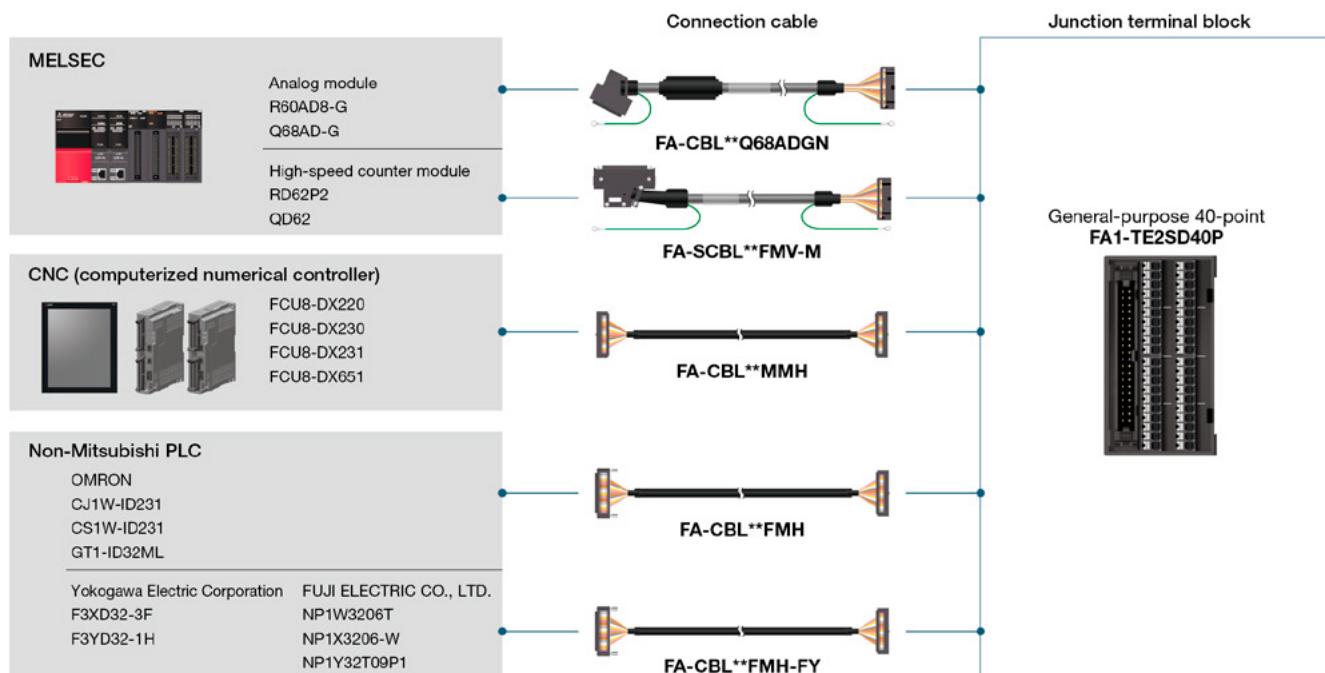 Connection cable
Junction terminal block
MELSEC
Analog module
R60AD8-G
Q68AD-G
FA-CBL**Q68ADGN
High-speed counter module
RD62P2
QD62
FA-SCBL**FMV-M
General-purpose 40-point
FA1-TE2SD40P
CNC (computerized numerical controller)
FCU8-DX220
FCU8-DX230
FCU8-DX231
FCU8-DX651
FA-CBL**MMH
Non-Mitsubishi PLC
OMRON
CJ1W-ID231
CS1W-ID231
GT1-ID32ML
FA-CBL**FMH
Yokogawa Electric Corporation
F3XD32-3F
F3YD32-1H
FUJI ELECTRIC CO., LTD.
NP1W3206T
NP1X3206-W
NP1Y32T09P1
FA-CBL**FMH-FY